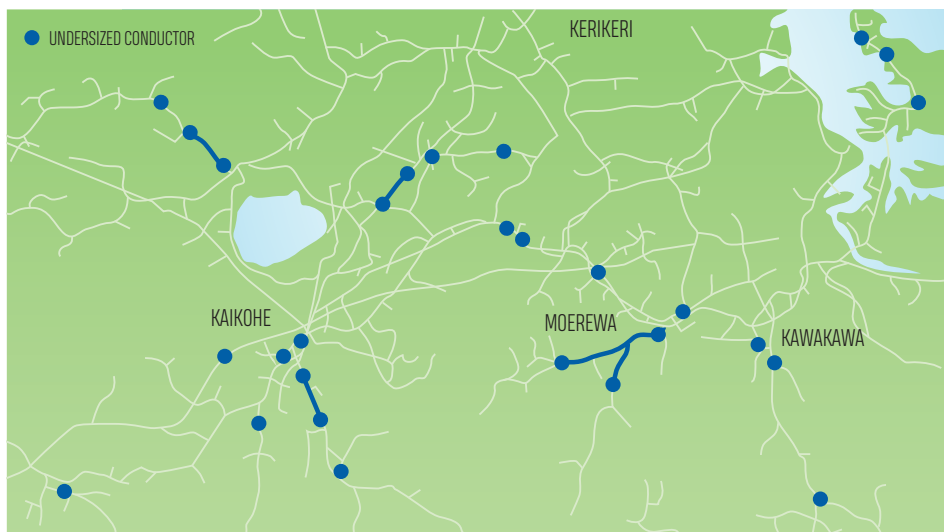 UNDERSIZED CONDUCTOR
KERIKERI
KAIKOHE
MOEREWA
KAWAKAWA